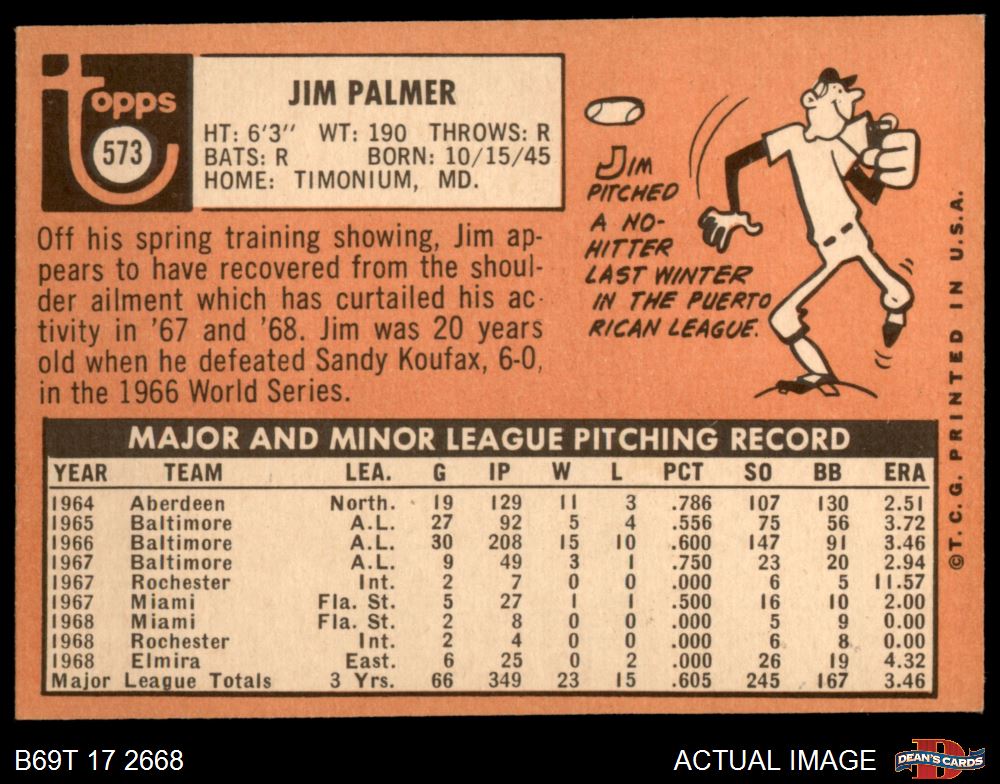 Topps
573
JIM PALMER
HT: 6'3" WT: 190 THROWS: R
BATS: R BORN: 10/15/45
HOME: TIMONIUM, MD.
Off his spring training showing, Jim ap-
pears to have recovered from the shoul-
der ailment which has curtailed his ac-
tivity in '67 and '68. Jim was 20 years
old when he defeated Sandy Koufax, 6-0,
in the 1966 World Series.
JIM
PITCHED
A NO-
HITTER
LAST WINTER
IN THE PUERTO
RICAN LEAGUE.
MAJOR AND MINOR LEAGUE PITCHING RECORD
YEAR TEAM LEA. G IP W L PCT SO BB ERA
1964 Aberdeen North. 19 129 11 3 .786 107 130 2.51
1965 Baltimore A.L. 27 92 5 4 .556 75 56 3.72
1966 Baltimore A.L. 30 208 15 10 .600 147 91 3.46
1967 Baltimore A.L. 9 49 3 1 .750 23 20 2.94
1967 Rochester Int. 2 7 0 0 .000 6 5 11.57
1967 Miami Fla. St. 5 27 1 1 .500 16 10 2.00
1968 Miami Fla. St. 2 8 0 0 .000 5 9 0.00
1968 Rochester Int. 2 4 0 0 .000 6 8 0.00
1968 Elmira East. 6 25 0 2 .000 26 19 4.32
Major League Totals 3 Yrs. 66 349 23 15 .605 245 167 3.46
©T. C. G. PRINTED IN U.S.A.
B69T 17 2668
ACTUAL IMAGE
D
DEAN'S CARDS